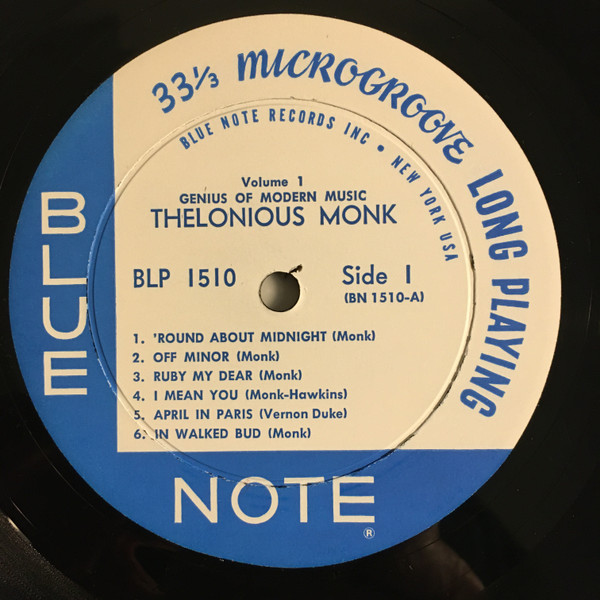 33⅓ MICROGROOVE LONG PLAYING
BLUE NOTE RECORDS INC • NEW YORK USA
Volume 1
GENIUS OF MODERN MUSIC
THELONIOUS MONK
BLP 1510
Side 1
(BN 1510-A)
1. 'ROUND ABOUT MIDNIGHT (Monk)
2. OFF MINOR (Monk)
3. RUBY MY DEAR (Monk)
4. I MEAN YOU (Monk-Hawkins)
5. APRIL IN PARIS (Vernon Duke)
6. IN WALKED BUD (Monk)
BLUE
NOTE
®